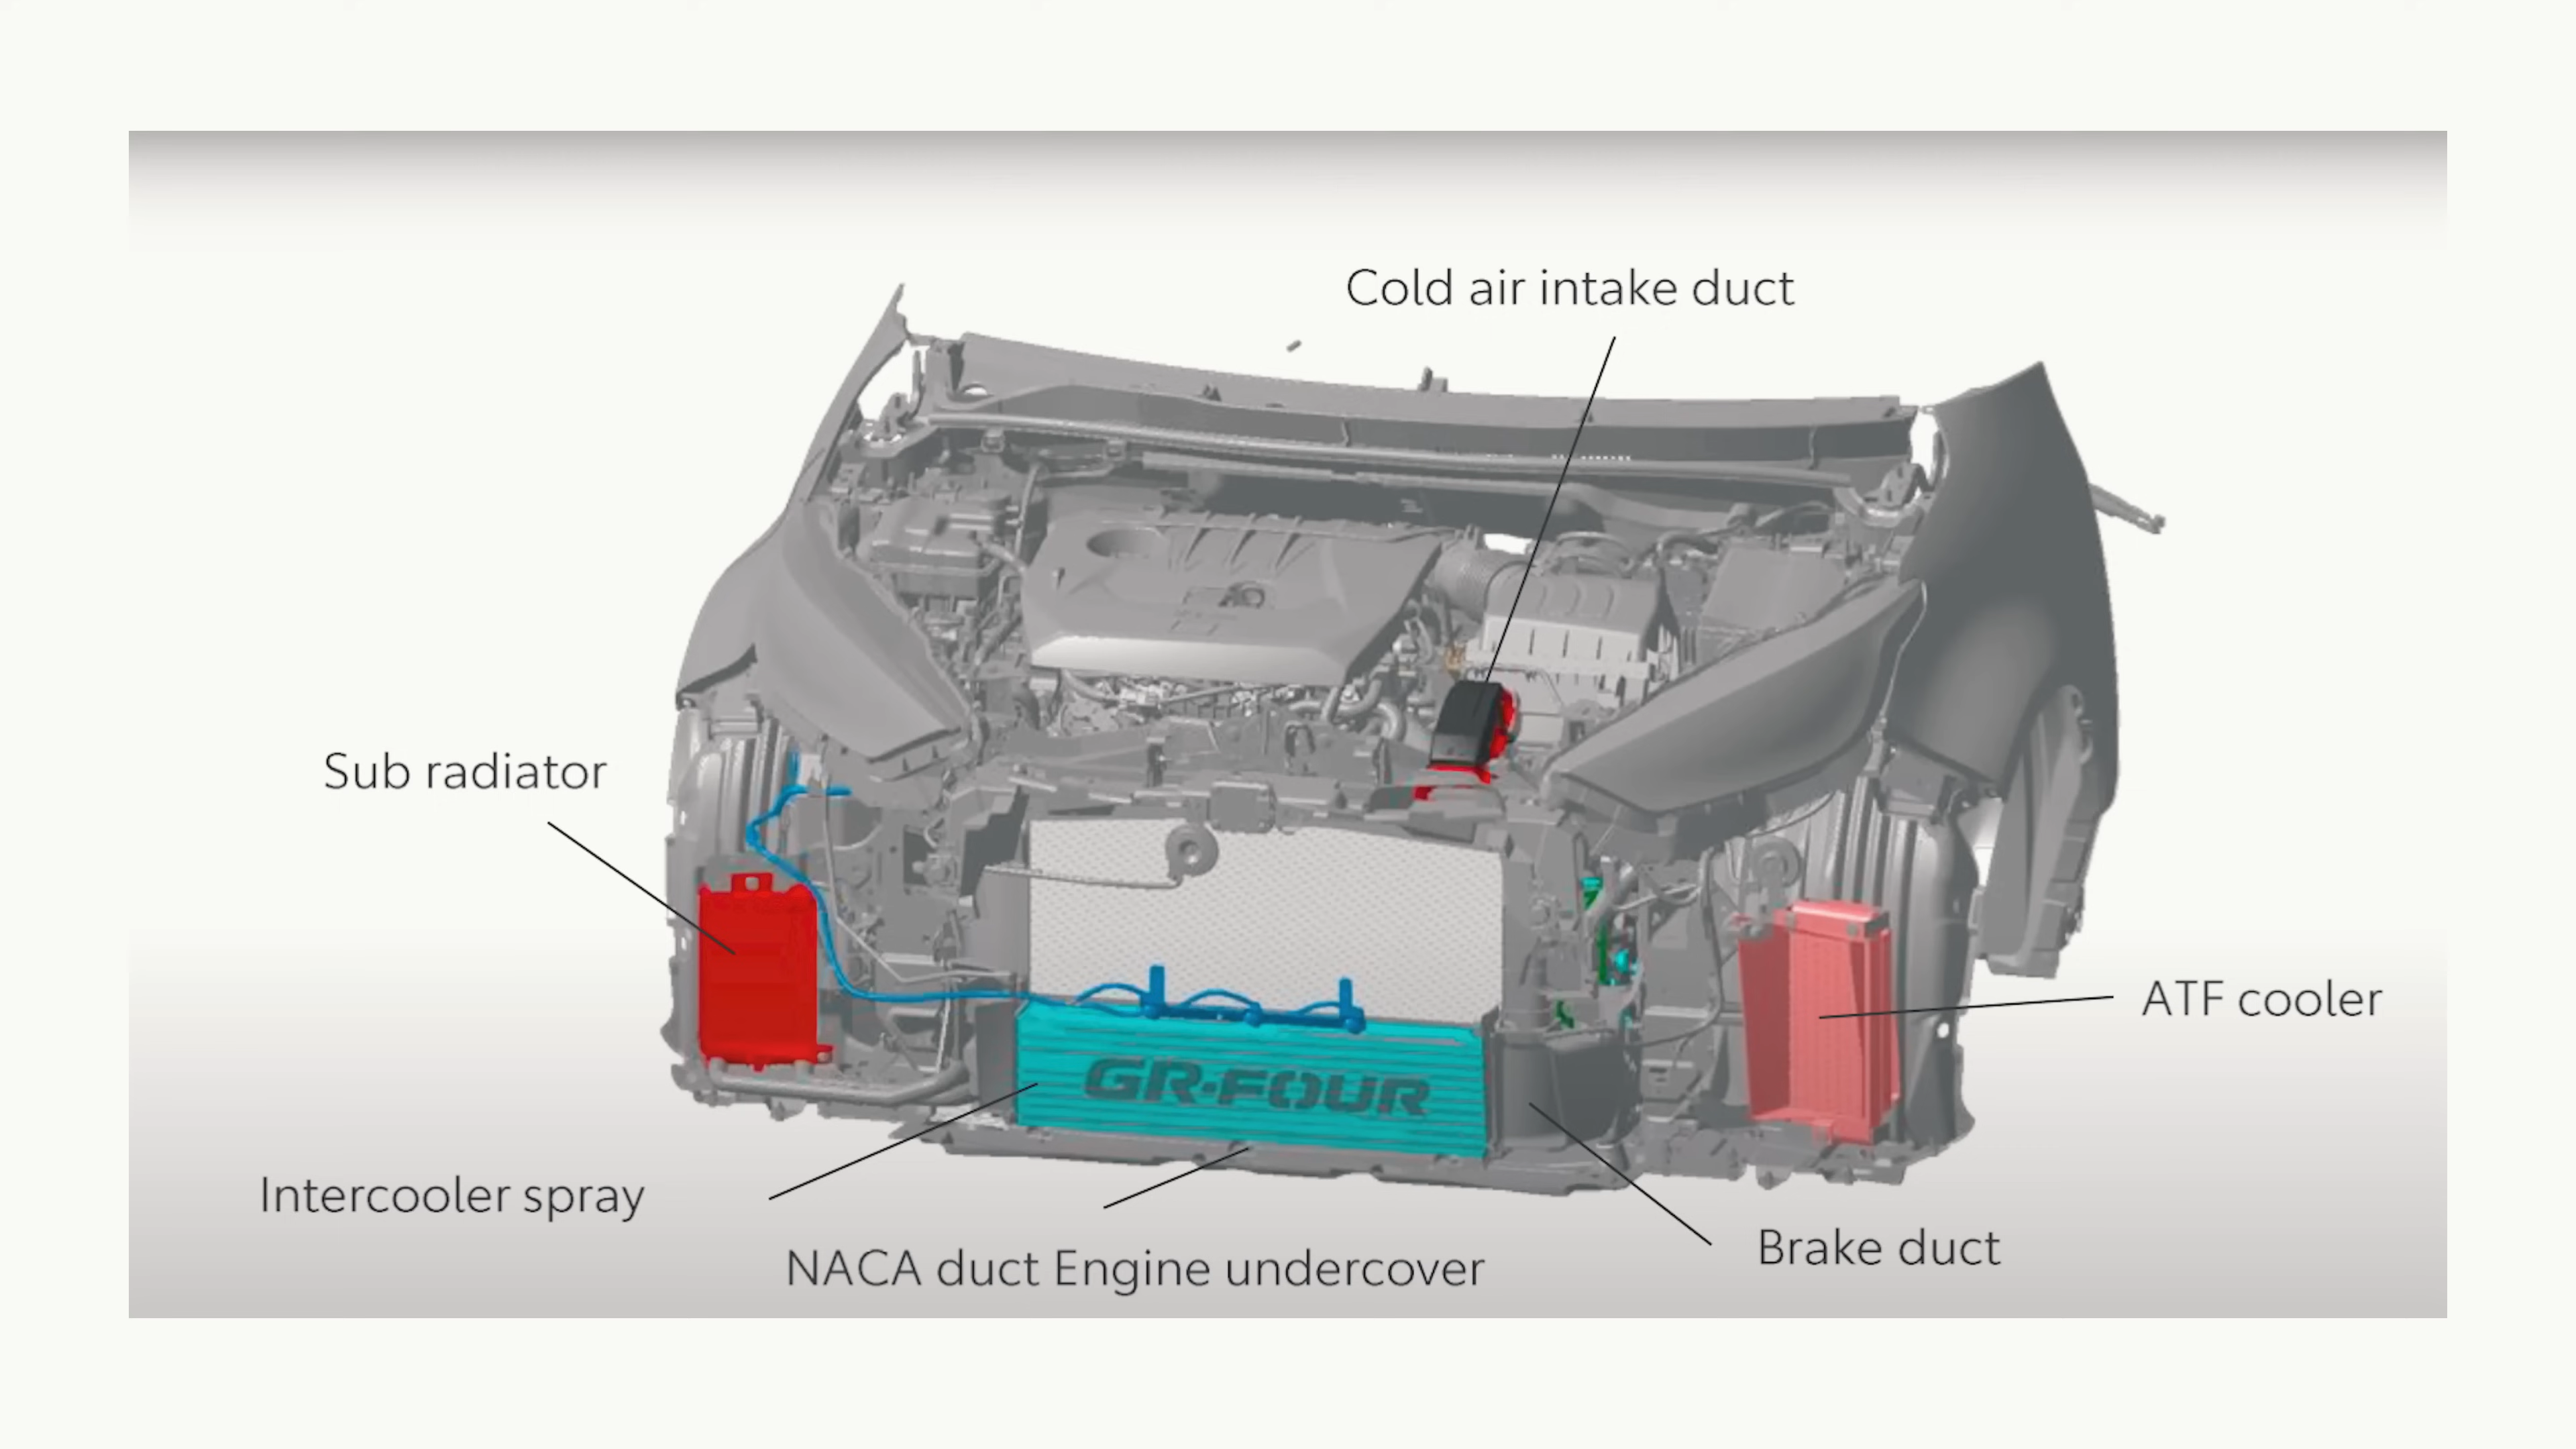 Cold air intake duct
Sub radiator
ATF cooler
GR·FOUR
Intercooler spray
Brake duct
NACA duct Engine undercover